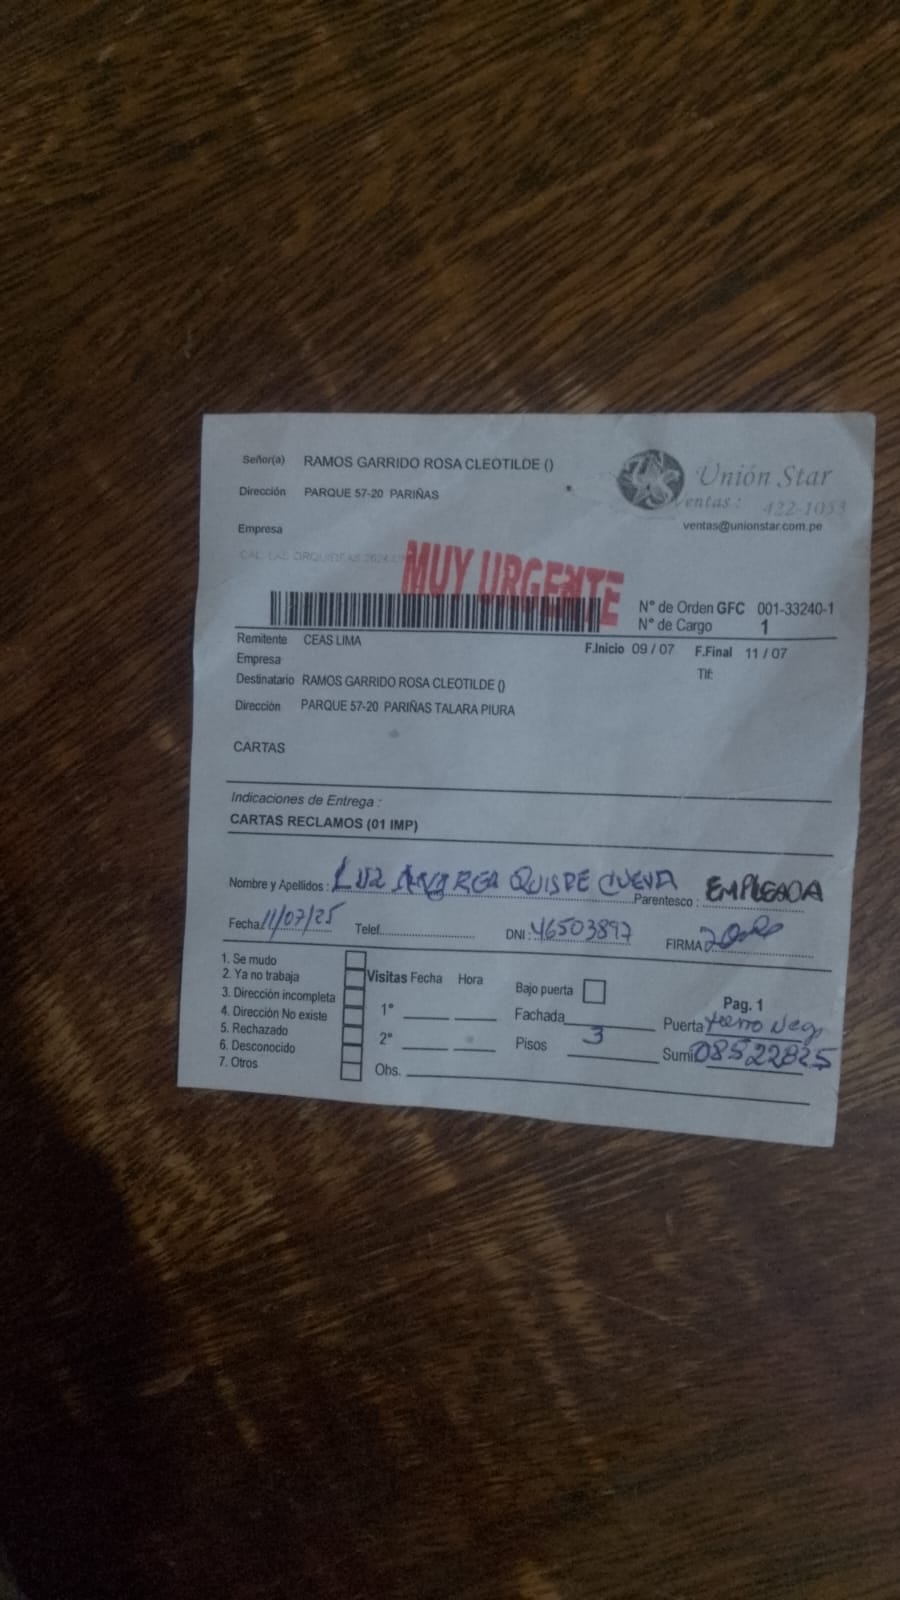 Señor(a) RAMOS GARRIDO ROSA CLEOTILDE ()
Unión Star
Dirección PARQUE 57-20 PARIÑAS
Ventas : 422-1053
ventas@unionstar.com.pe
Empresa
CAL. LAS ORQUIDEAS
MUY URGENTE
N° de Orden GFC 001-33240-1
N° de Cargo 1
Remitente CEAS LIMA
F.Inicio 09 / 07 F.Final 11 / 07
Empresa
Tlf:
Destinatario RAMOS GARRIDO ROSA CLEOTILDE ()
Dirección PARQUE 57-20 PARIÑAS TALARA PIURA
CARTAS
Indicaciones de Entrega :
CARTAS RECLAMOS (01 IMP)
Nombre y Apellidos : LUZ ANDREA QUISPE CUEVA Parentesco : EMPLEADA
Fecha 11/07/25 Telef. DNI: 46503897 FIRMA
1. Se mudo
2. Ya no trabaja
3. Dirección incompleta
4. Dirección No existe
5. Rechazado
6. Desconocido
7. Otros
Visitas Fecha Hora
1°
2°
Obs.
Bajo puerta
Fachada
Pisos 3
Pag. 1
Puerta
Sumi 08522825